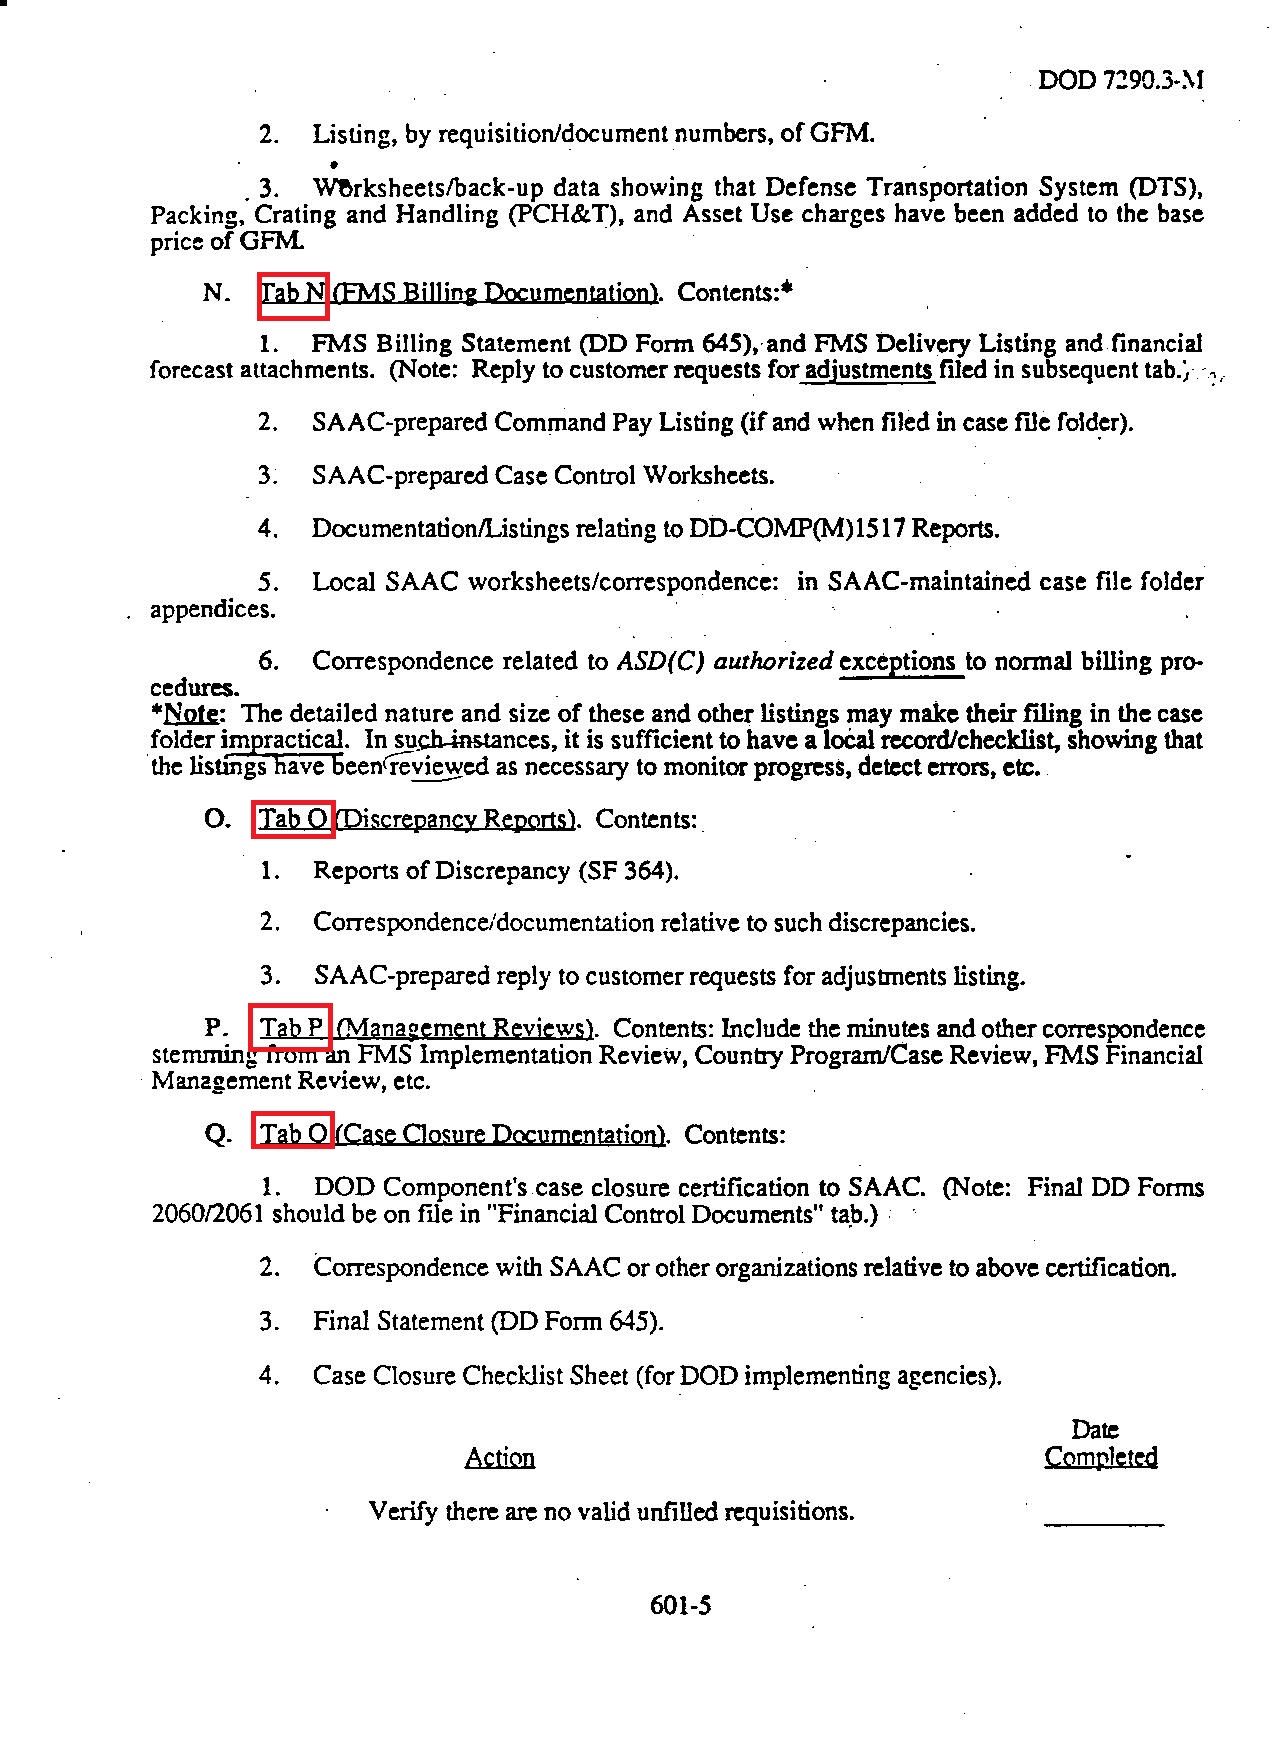 DOD 7290.3-M
2. Listing, by requisition/document numbers, of GFM.
3. Worksheets/back-up data showing that Defense Transportation System (DTS),
Packing, Crating and Handling (PCH&T), and Asset Use charges have been added to the base
price of GFM.
N. Tab N (FMS Billing Documentation). Contents:*
1. FMS Billing Statement (DD Form 645), and FMS Delivery Listing and financial
forecast attachments. (Note: Reply to customer requests for adjustments filed in subsequent tab.)
2. SAAC-prepared Command Pay Listing (if and when filed in case file folder).
3. SAAC-prepared Case Control Worksheets.
4. Documentation/Listings relating to DD-COMP(M)1517 Reports.
5. Local SAAC worksheets/correspondence: in SAAC-maintained case file folder
appendices.
6. Correspondence related to ASD(C) authorized exceptions to normal billing pro-
cedures.
*Note: The detailed nature and size of these and other listings may make their filing in the case
folder impractical. In such instances, it is sufficient to have a local record/checklist, showing that
the listings have been reviewed as necessary to monitor progress, detect errors, etc.
O. Tab O (Discrepancy Reports). Contents:
1. Reports of Discrepancy (SF 364).
2. Correspondence/documentation relative to such discrepancies.
3. SAAC-prepared reply to customer requests for adjustments listing.
P. Tab P (Management Reviews). Contents: Include the minutes and other correspondence
stemming from an FMS Implementation Review, Country Program/Case Review, FMS Financial
Management Review, etc.
Q. Tab Q (Case Closure Documentation). Contents:
1. DOD Component's case closure certification to SAAC. (Note: Final DD Forms
2060/2061 should be on file in "Financial Control Documents" tab.)
2. Correspondence with SAAC or other organizations relative to above certification.
3. Final Statement (DD Form 645).
4. Case Closure Checklist Sheet (for DOD implementing agencies).
Date
Action Completed
Verify there are no valid unfilled requisitions.
601-5